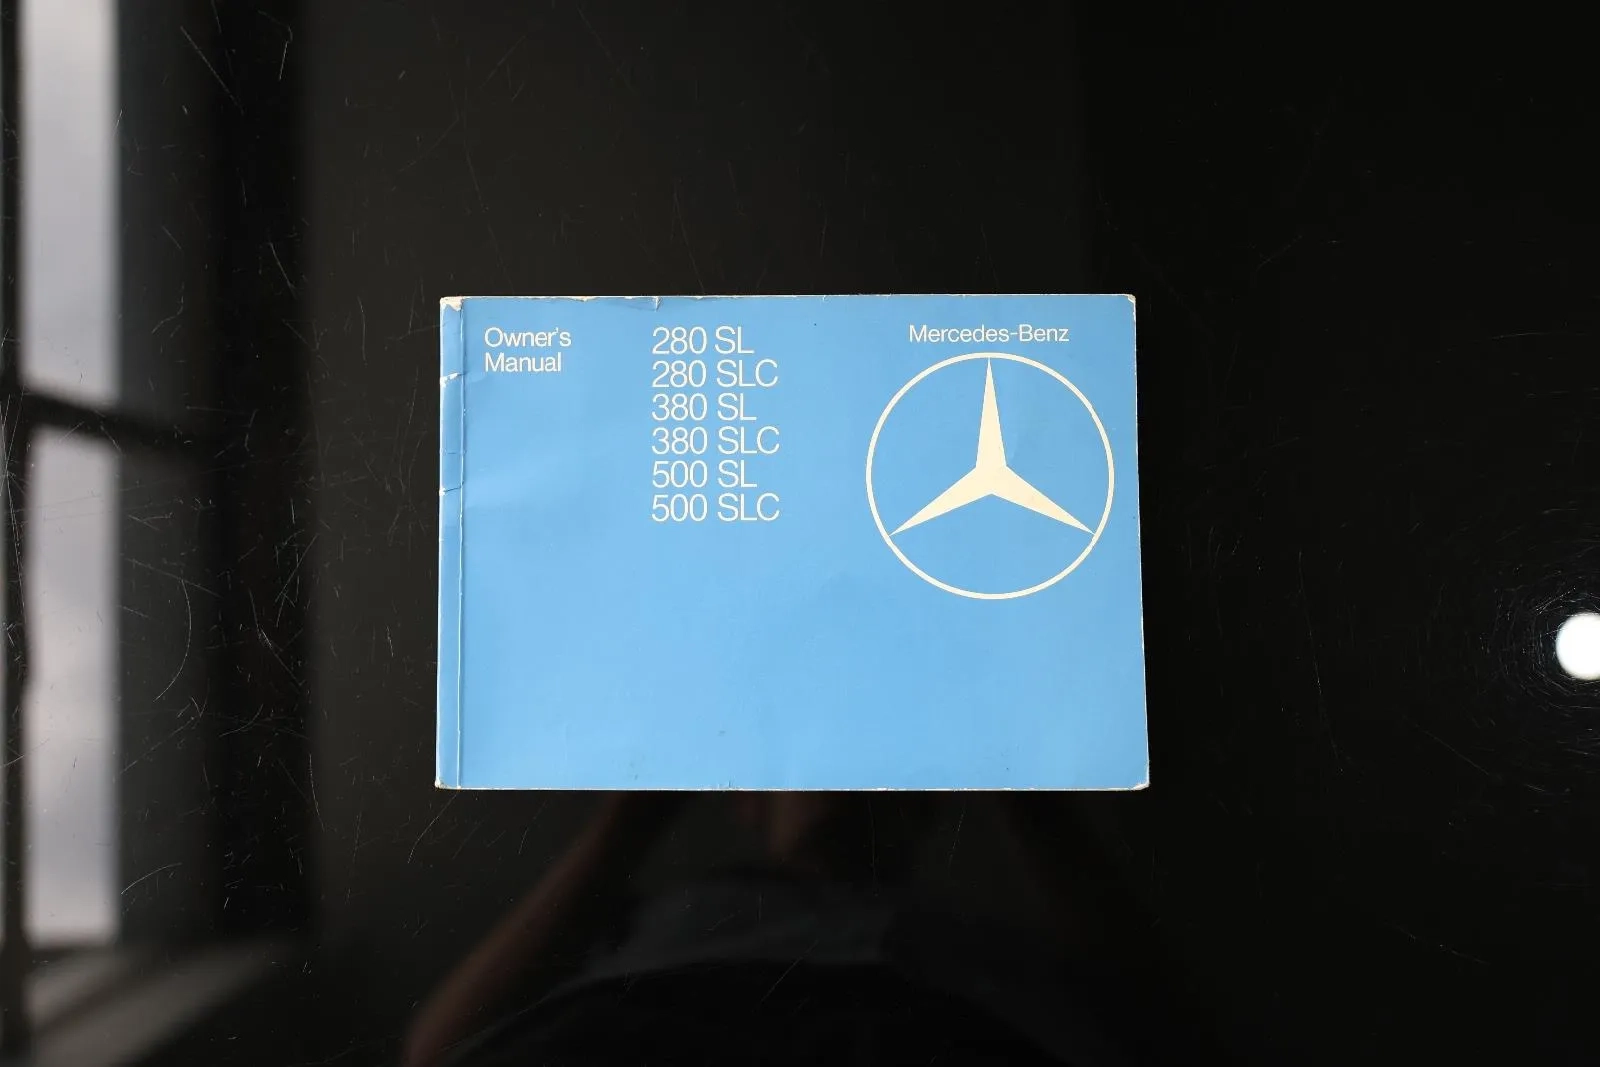 Owner's
Manual
280 SL
280 SLC
380 SL
380 SLC
500 SL
500 SLC
Mercedes-Benz